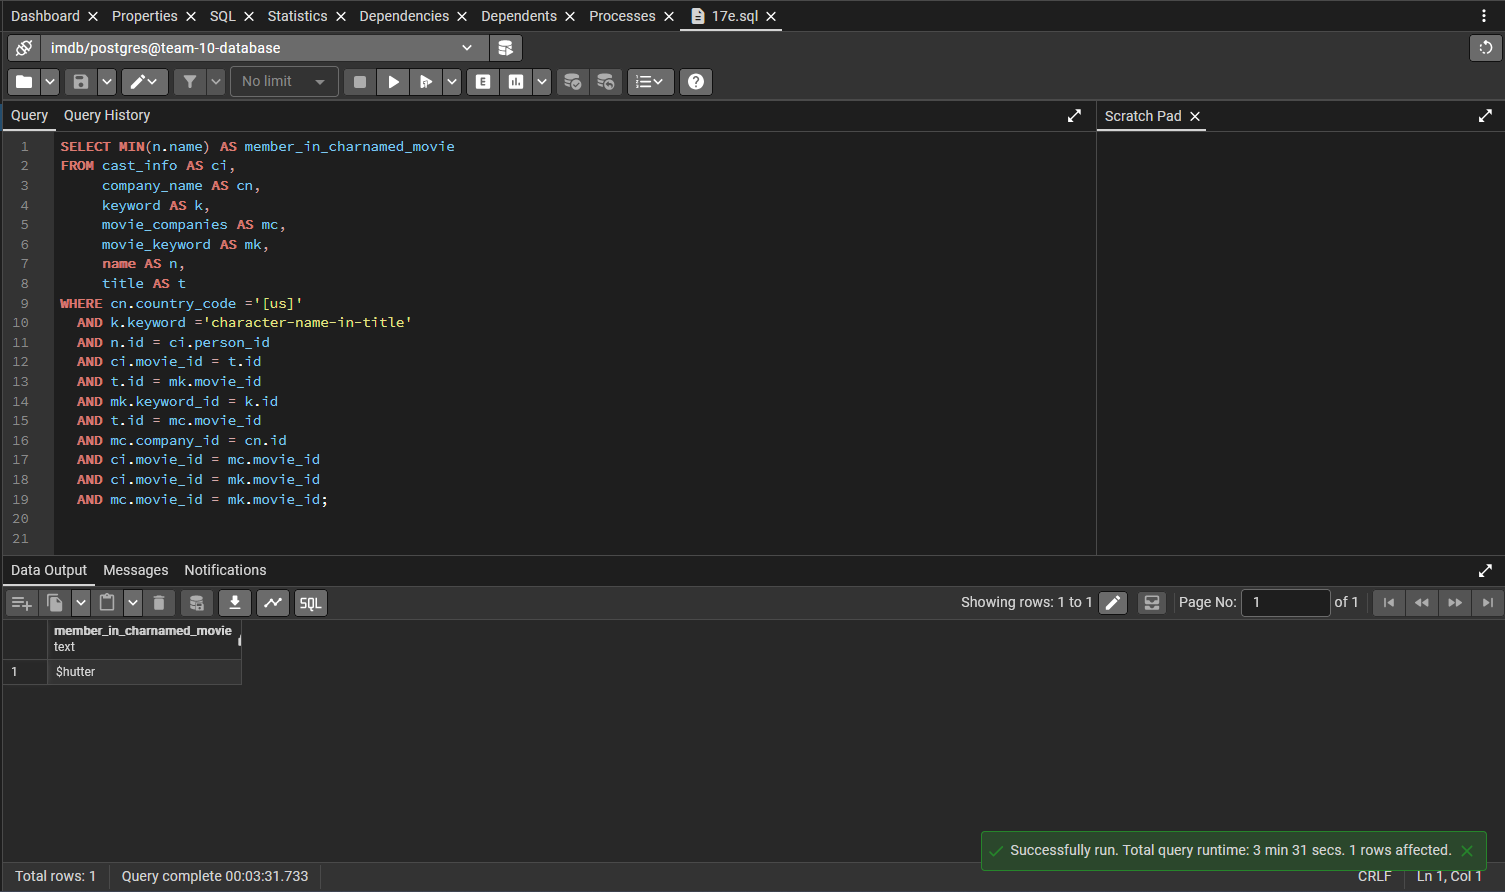 Dashboard Properties SQL Statistics Dependencies Dependents Processes 17e.sql
imdb/postgres@team-10-database
No limit E
Query Query History Scratch Pad
1 SELECT MIN(n.name) AS member_in_charnamed_movie
2 FROM cast_info AS ci,
3 company_name AS cn,
4 keyword AS k,
5 movie_companies AS mc,
6 movie_keyword AS mk,
7 name AS n,
8 title AS t
9 WHERE cn.country_code ='[us]'
10 AND k.keyword ='character-name-in-title'
11 AND n.id = ci.person_id
12 AND ci.movie_id = t.id
13 AND t.id = mk.movie_id
14 AND mk.keyword_id = k.id
15 AND t.id = mc.movie_id
16 AND mc.company_id = cn.id
17 AND ci.movie_id = mc.movie_id
18 AND ci.movie_id = mk.movie_id
19 AND mc.movie_id = mk.movie_id;
20
21
Data Output Messages Notifications
SQL Showing rows: 1 to 1 Page No: 1 of 1
member_in_charnamed_movie
text
1 $hutter
Successfully run. Total query runtime: 3 min 31 secs. 1 rows affected.
Total rows: 1 Query complete 00:03:31.733 CRLF Ln 1, Col 1